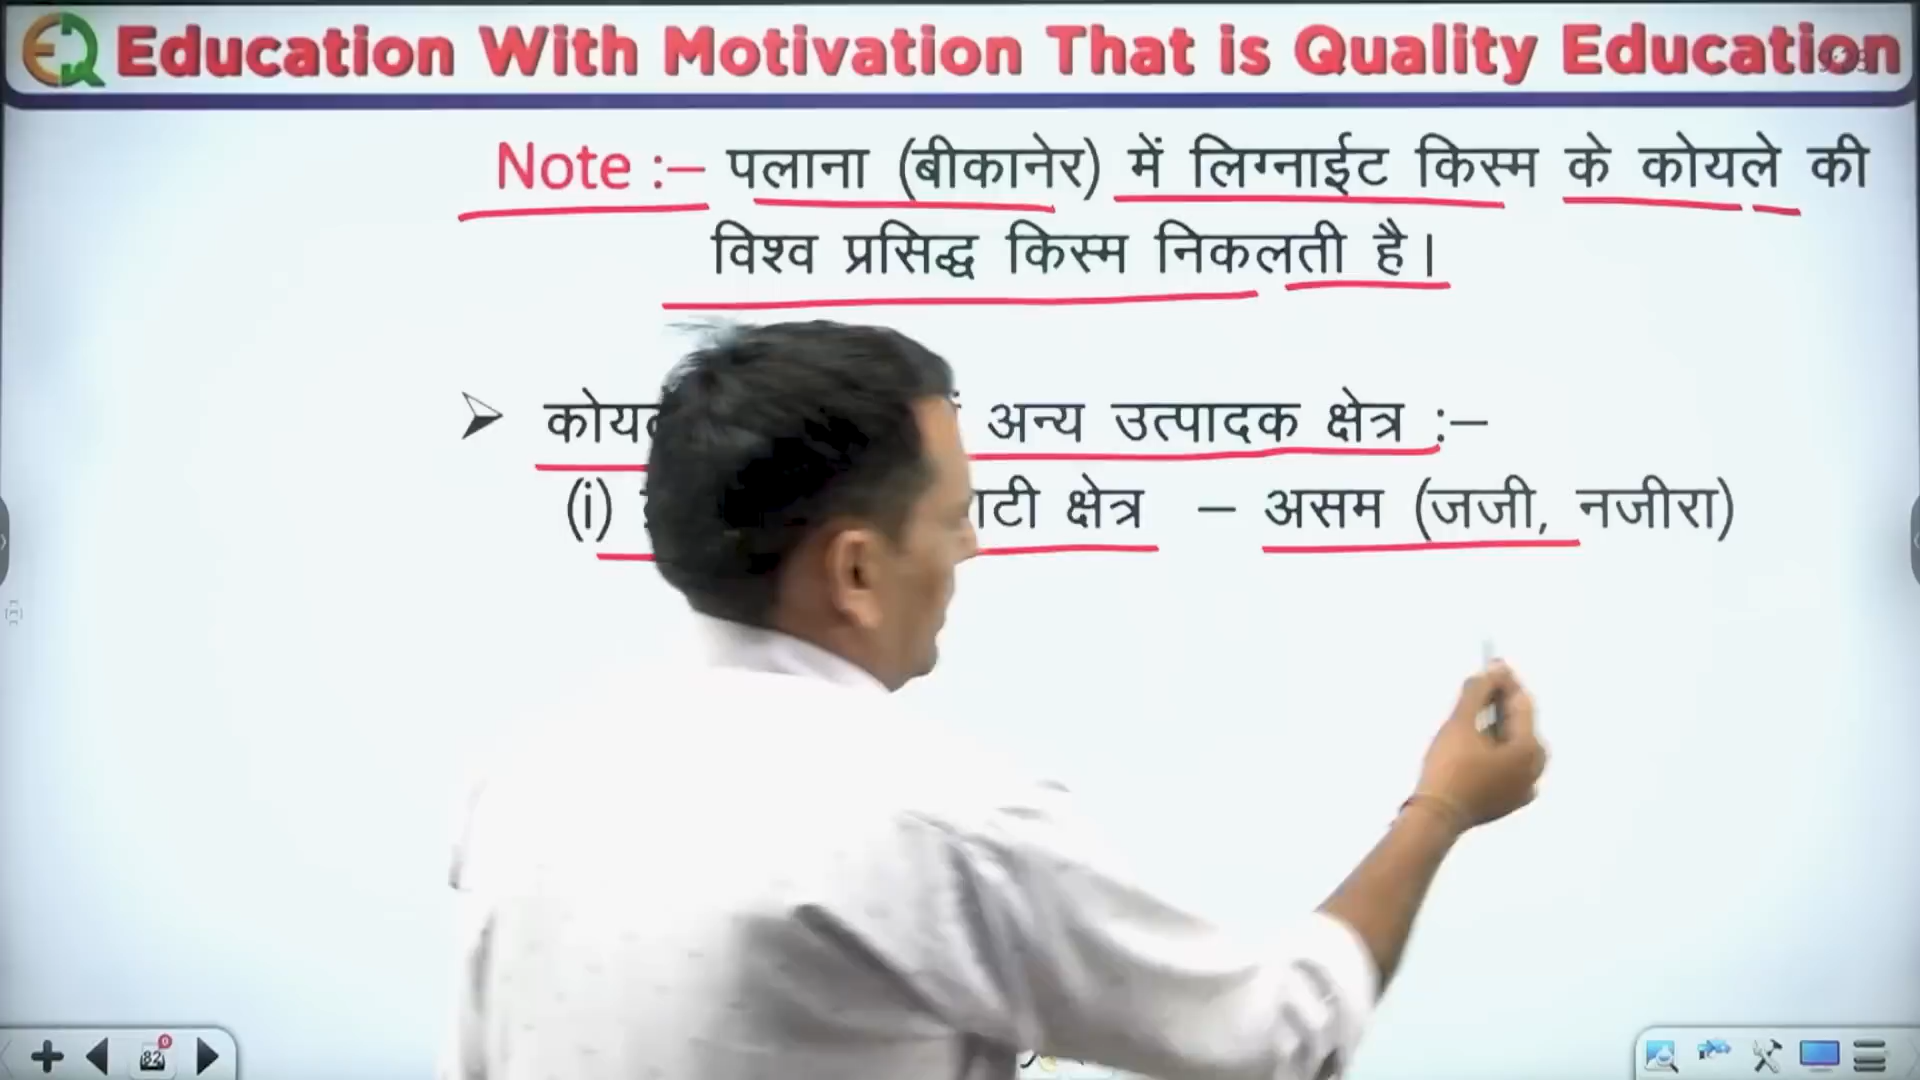 EQ Education With Motivation That is Quality Education
Note :– पलाना (बीकानेर) में लिग्नाईट किस्म के कोयले की
विश्व प्रसिद्ध किस्म निकलती है।
➤ अन्य उत्पादक क्षेत्र :–
(i) क्षेत्र – असम (जजी, नजीरा)
82